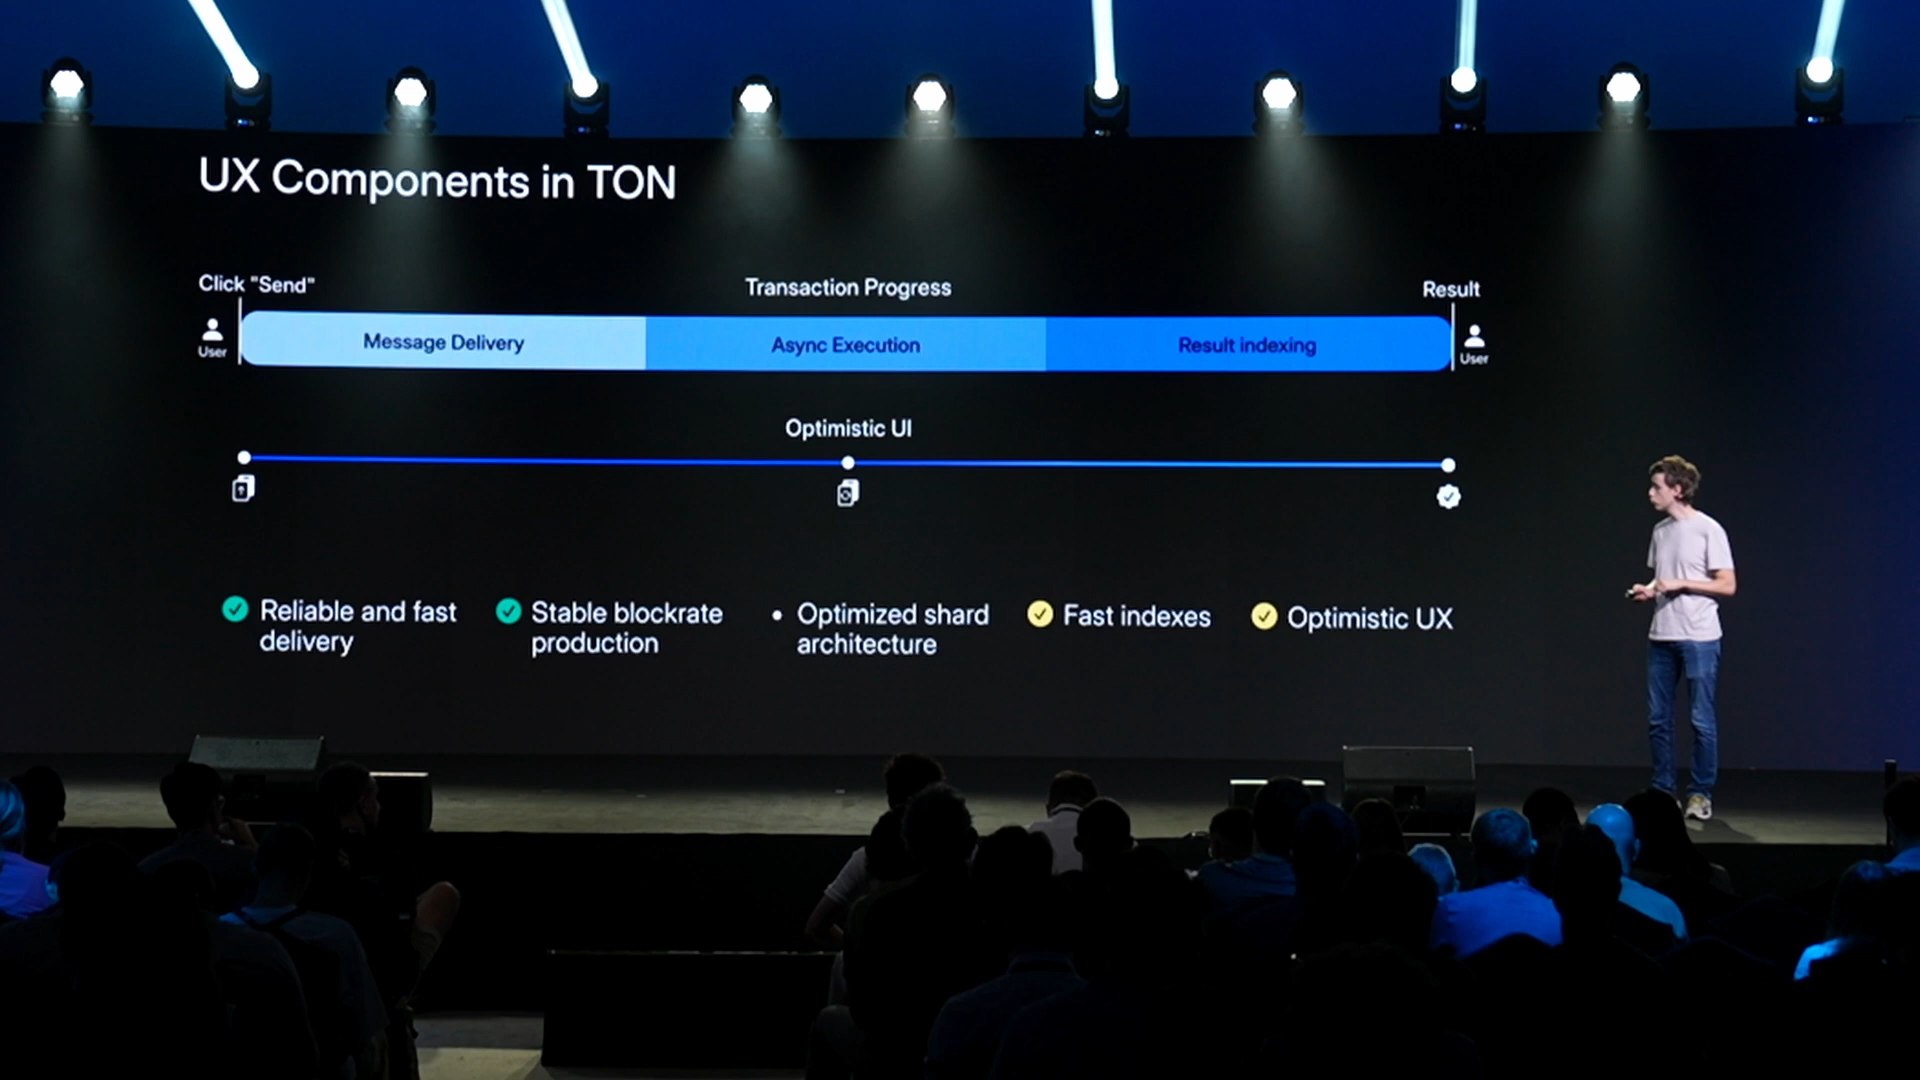 UX Components in TON
Click "Send"
Transaction Progress
Result
User
Message Delivery
Async Execution
Result indexing
User
Optimistic UI
Reliable and fast
delivery
Stable blockrate
production
Optimized shard
architecture
Fast indexes
Optimistic UX